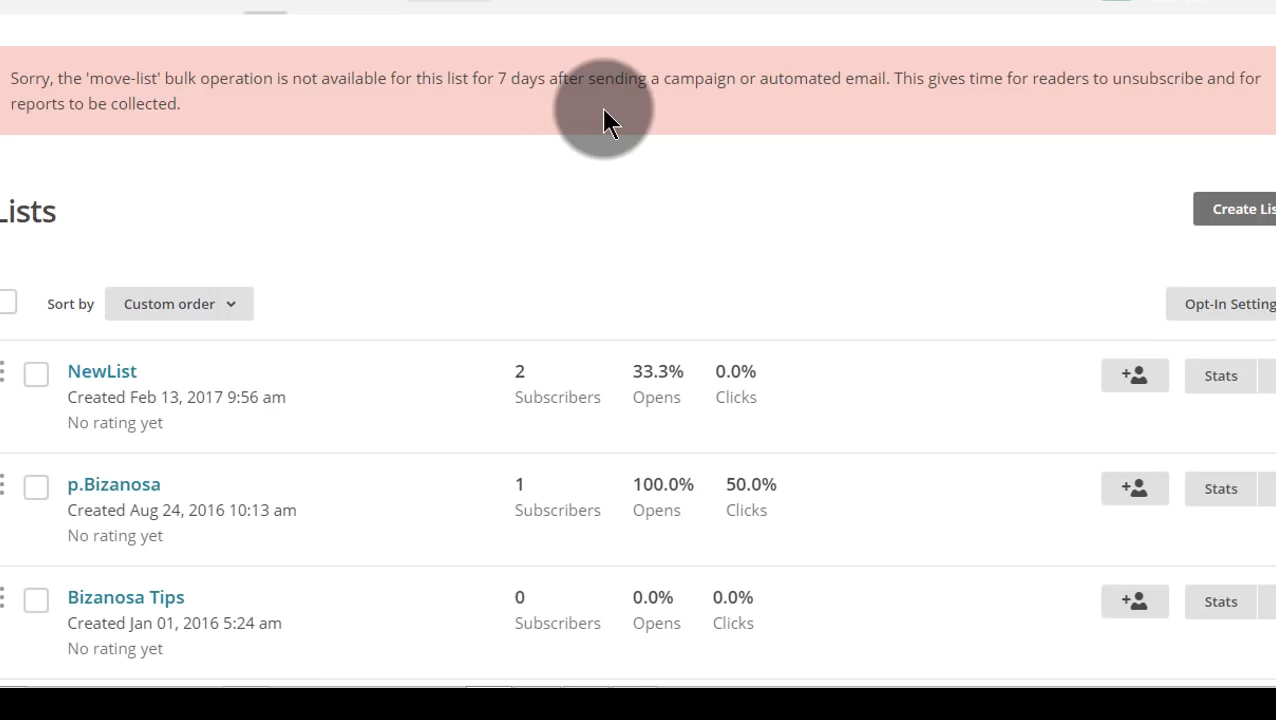 Sorry, the 'move-list' bulk operation is not available for this list for 7 days after sending a campaign or automated email. This gives time for readers to unsubscribe and for
reports to be collected.
Lists
Create Lis
Sort by
Custom order
Opt-In Setting
NewList
2
33.3%
0.0%
Stats
Created Feb 13, 2017 9:56 am
Subscribers
Opens
Clicks
No rating yet
p.Bizanosa
1
100.0%
50.0%
Stats
Created Aug 24, 2016 10:13 am
Subscribers
Opens
Clicks
No rating yet
Bizanosa Tips
0
0.0%
0.0%
Stats
Created Jan 01, 2016 5:24 am
Subscribers
Opens
Clicks
No rating yet